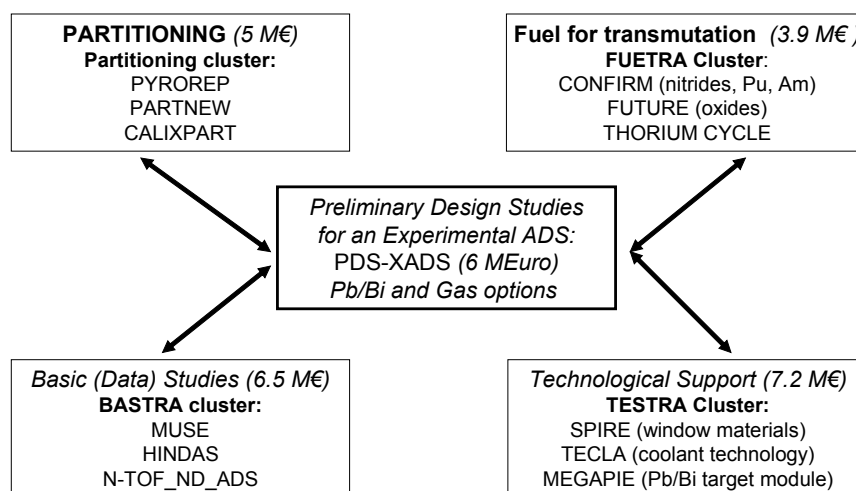 PARTITIONING (5 M€)
Partitioning cluster:
PYROREP
PARTNEW
CALIXPART
Fuel for transmutation (3.9 M€ )
FUETRA Cluster:
CONFIRM (nitrides, Pu, Am)
FUTURE (oxides)
THORIUM CYCLE
Preliminary Design Studies
for an Experimental ADS:
PDS-XADS (6 MEuro)
Pb/Bi and Gas options
Basic (Data) Studies (6.5 M€)
BASTRA cluster:
MUSE
HINDAS
N-TOF_ND_ADS
Technological Support (7.2 M€)
TESTRA Cluster:
SPIRE (window materials)
TECLA (coolant technology)
MEGAPIE (Pb/Bi target module)